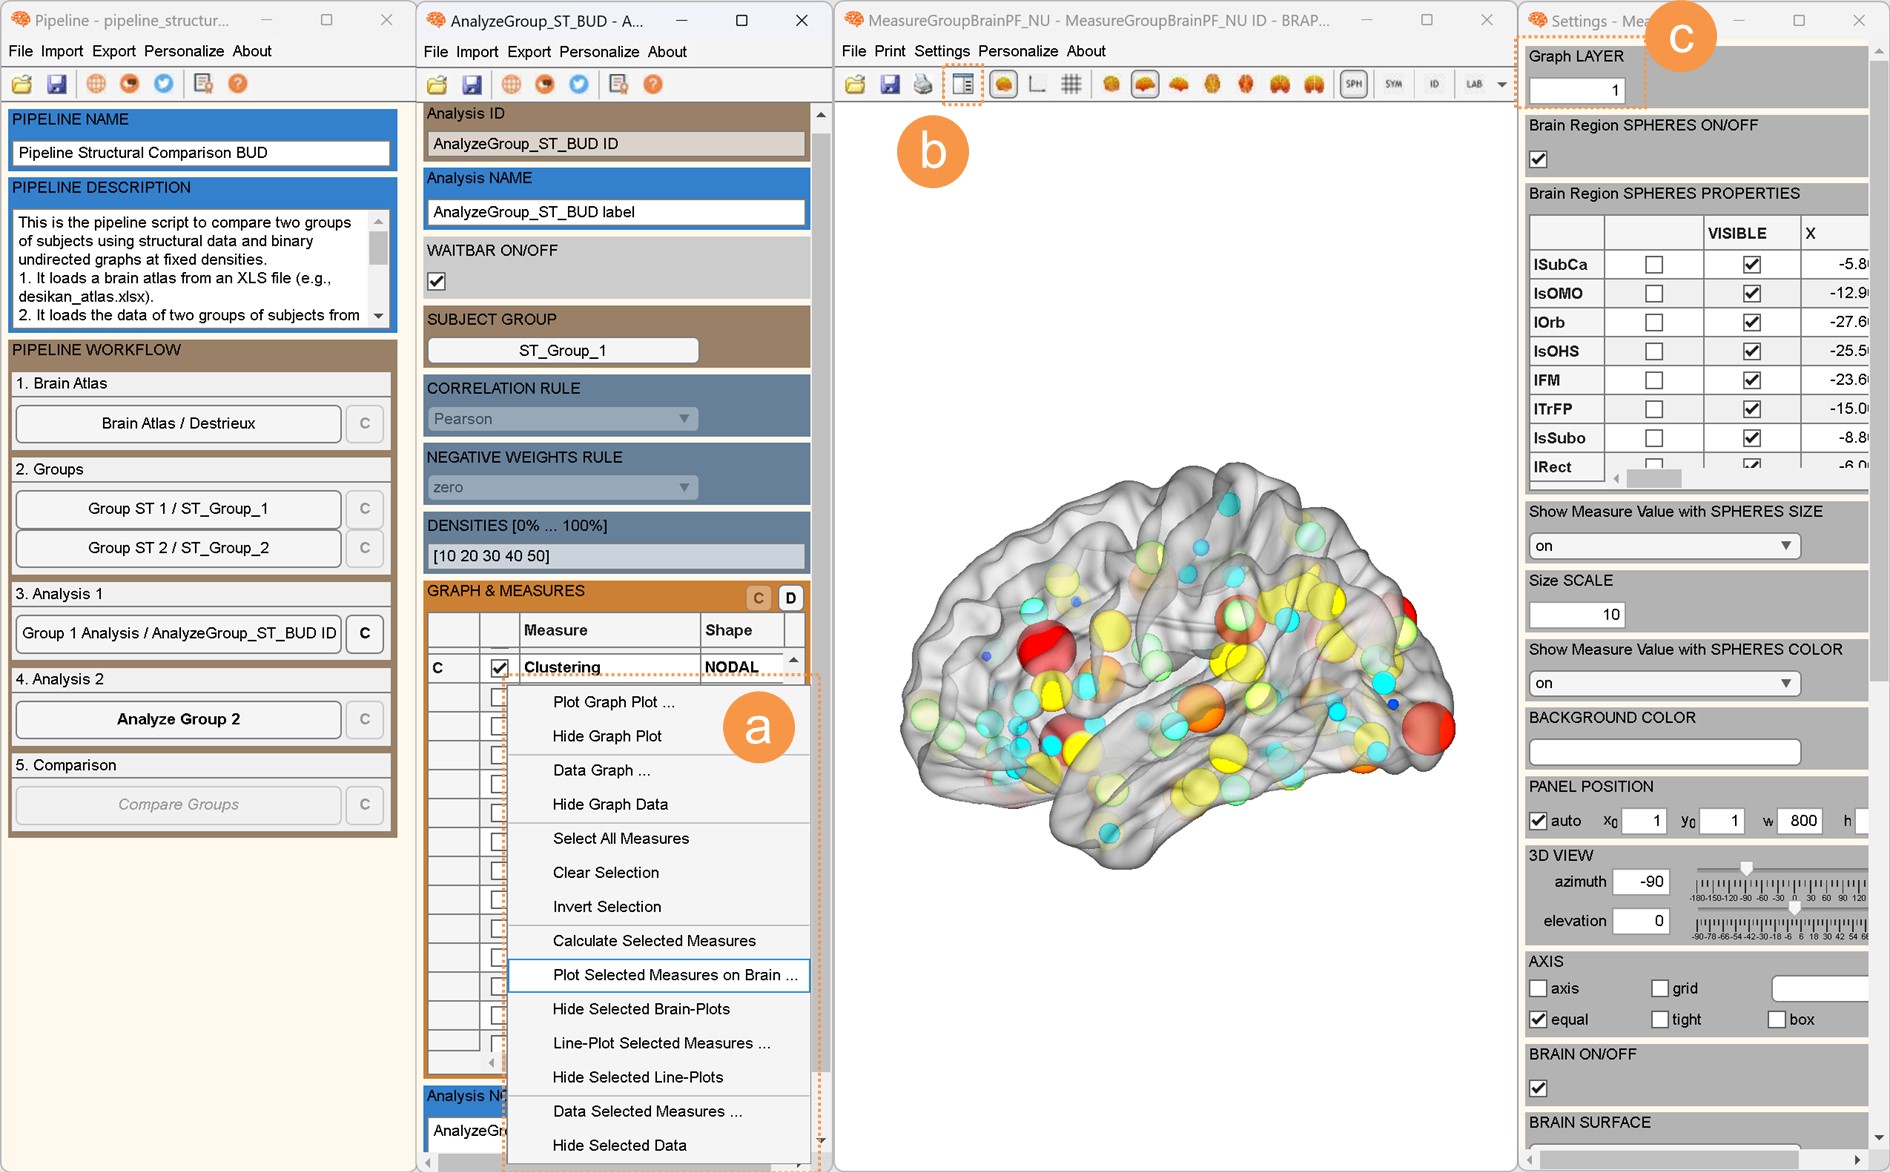 Pipeline - pipeline_structur...
File Import Export Personalize About
PIPELINE NAME
Pipeline Structural Comparison BUD
PIPELINE DESCRIPTION
This is the pipeline script to compare two groups
of subjects using structural data and binary
undirected graphs at fixed densities.
1. It loads a brain atlas from an XLS file (e.g.,
desikan_atlas.xlsx).
2. It loads the data of two groups of subjects from
PIPELINE WORKFLOW
1. Brain Atlas
Brain Atlas / Destrieux C
2. Groups
Group ST 1 / ST_Group_1 C
Group ST 2 / ST_Group_2 C
3. Analysis 1
Group 1 Analysis / AnalyzeGroup_ST_BUD ID C
4. Analysis 2
Analyze Group 2 C
5. Comparison
Compare Groups C
AnalyzeGroup_ST_BUD - A...
File Import Export Personalize About
Analysis ID
AnalyzeGroup_ST_BUD ID
Analysis NAME
AnalyzeGroup_ST_BUD label
WAITBAR ON/OFF
SUBJECT GROUP
ST_Group_1
CORRELATION RULE
Pearson
NEGATIVE WEIGHTS RULE
zero
DENSITIES [0% ... 100%]
[10 20 30 40 50]
GRAPH & MEASURES C D
Measure Shape
C Clustering NODAL
a
Plot Graph Plot ...
Hide Graph Plot
Data Graph ...
Hide Graph Data
Select All Measures
Clear Selection
Invert Selection
Calculate Selected Measures
Plot Selected Measures on Brain ...
Hide Selected Brain-Plots
Line-Plot Selected Measures ...
Hide Selected Line-Plots
Data Selected Measures ...
Hide Selected Data
Analysis NO
AnalyzeGr
MeasureGroupBrainPF_NU - MeasureGroupBrainPF_NU ID - BRAP...
File Print Settings Personalize About
SPH SYM ID LAB
b
Settings - Mea
c
Graph LAYER
1
Brain Region SPHERES ON/OFF
Brain Region SPHERES PROPERTIES
VISIBLE X
lSubCa -5.8
lsOMO -12.9
lOrb -27.6
lsOHS -25.5
lFM -23.6
lTrFP -15.0
lsSubo -8.8
lRect -6.0
Show Measure Value with SPHERES SIZE
on
Size SCALE
10
Show Measure Value with SPHERES COLOR
on
BACKGROUND COLOR
PANEL POSITION
auto x0 1 y0 1 w 800 h
3D VIEW
azimuth -90
-180-150-120 -90 -60 -30 0 30 60 90 120
elevation 0
-90-78-66-54-42-30-18 -6 6 18 30 42 54 66
AXIS
axis grid
equal tight box
BRAIN ON/OFF
BRAIN SURFACE